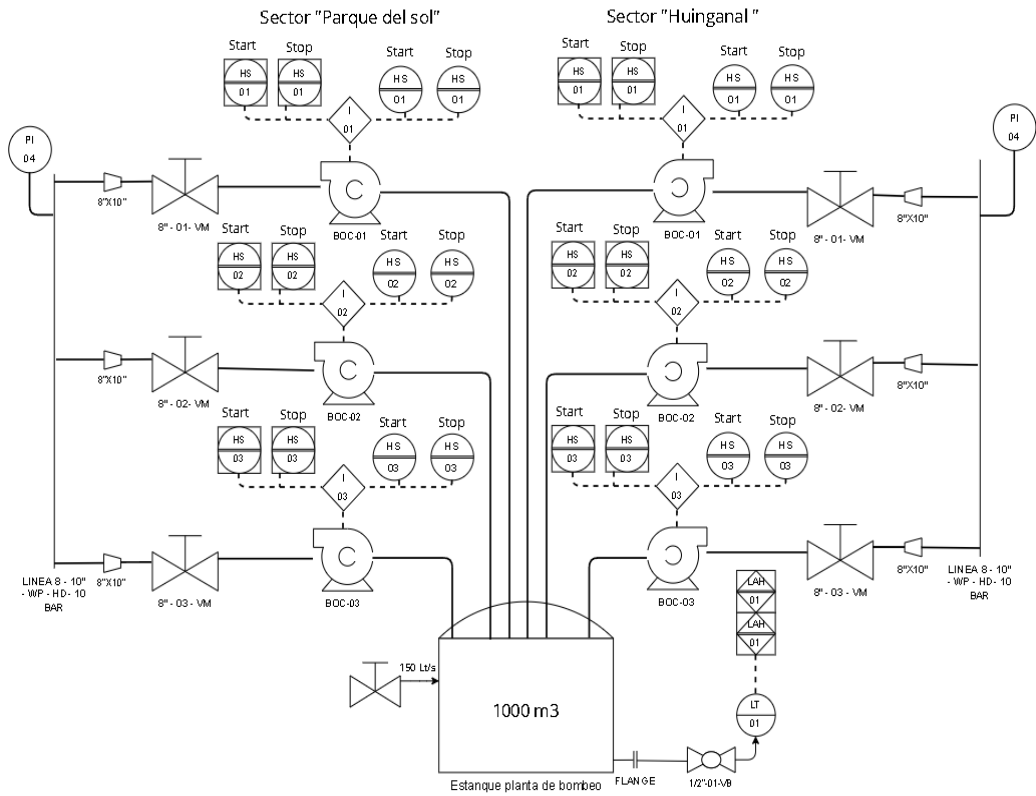 Sector "Parque del sol"
Sector "Huinganal "
Start Stop Start Stop
Start Stop Start Stop
HS 01 HS 01 HS 01 HS 01
HS 01 HS 01 HS 01 HS 01
I 01
I 01
PI 04
PI 04
8"X10"
8" - 01- VM
BOC-01
BOC-01
8" - 01- VM
8"X10"
Start Stop Start Stop
Start Stop Start Stop
HS 02 HS 02 HS 02 HS 02
HS 02 HS 02 HS 02 HS 02
I 02
I 02
8"X10"
8" - 02- VM
BOC-02
BOC-02
8" - 02- VM
8"X10"
Start Stop Start Stop
Start Stop Start Stop
HS 03 HS 03 HS 03 HS 03
HS 03 HS 03 HS 03 HS 03
I 03
I 03
LINEA 8 - 10"
- WP - HD- 10
BAR
8"X10"
8" - 03- VM
BOC-03
BOC-03
8" - 03 - VM
8"X10"
LINEA 8 - 10"
- WP - HD- 10
BAR
LAH
01
LAH
01
150 Lt/s
1000 m3
LT
01
FLANGE
1/2"-01-VB
Estanque planta de bombeo